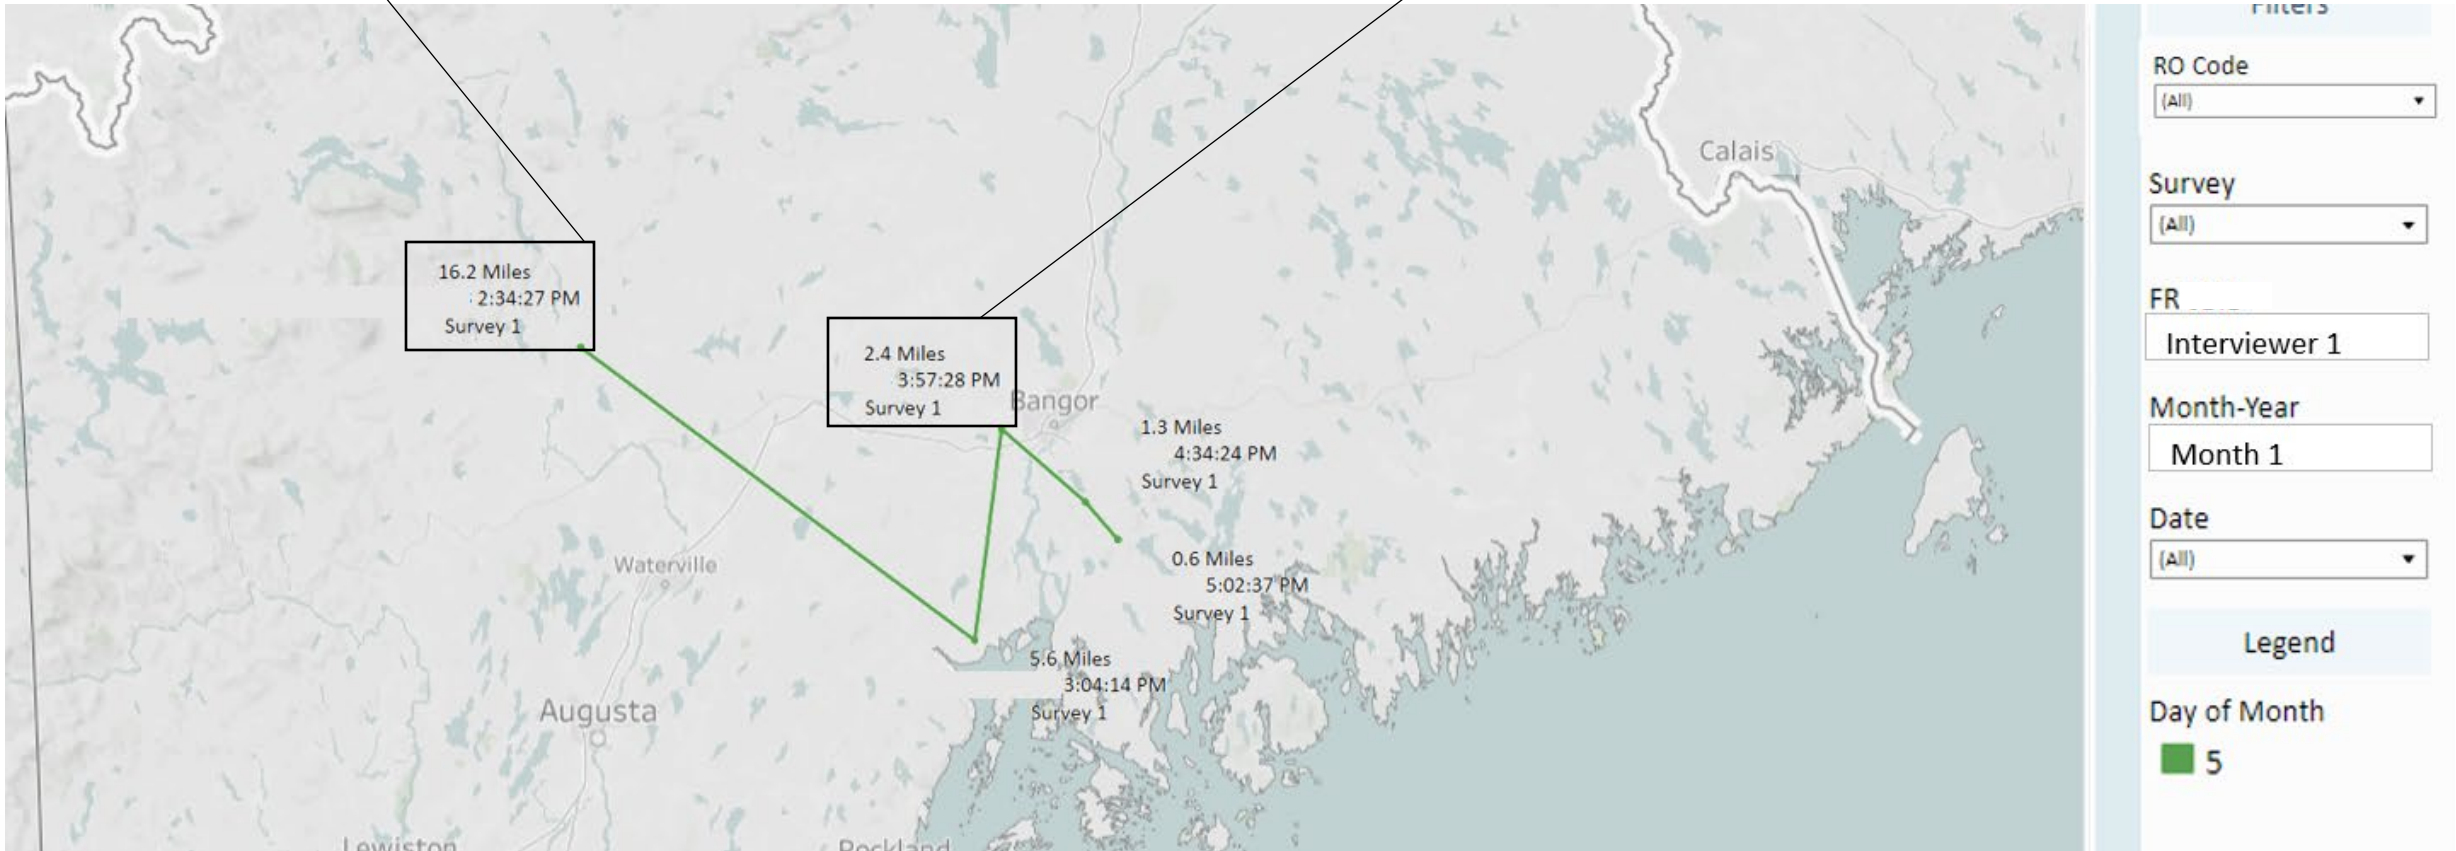 Filters
RO Code
(All)
Calais
Survey
(All)
16.2 Miles
2:34:27 PM
Survey 1
FR
Interviewer 1
2.4 Miles
3:57:28 PM
Survey 1
Bangor
Month-Year
Month 1
1.3 Miles
4:34:24 PM
Survey 1
Date
(All)
Waterville
0.6 Miles
5:02:37 PM
Survey 1
Legend
5.6 Miles
3:04:14 PM
Survey 1
Augusta
Day of Month
5
Lewiston
Rockland